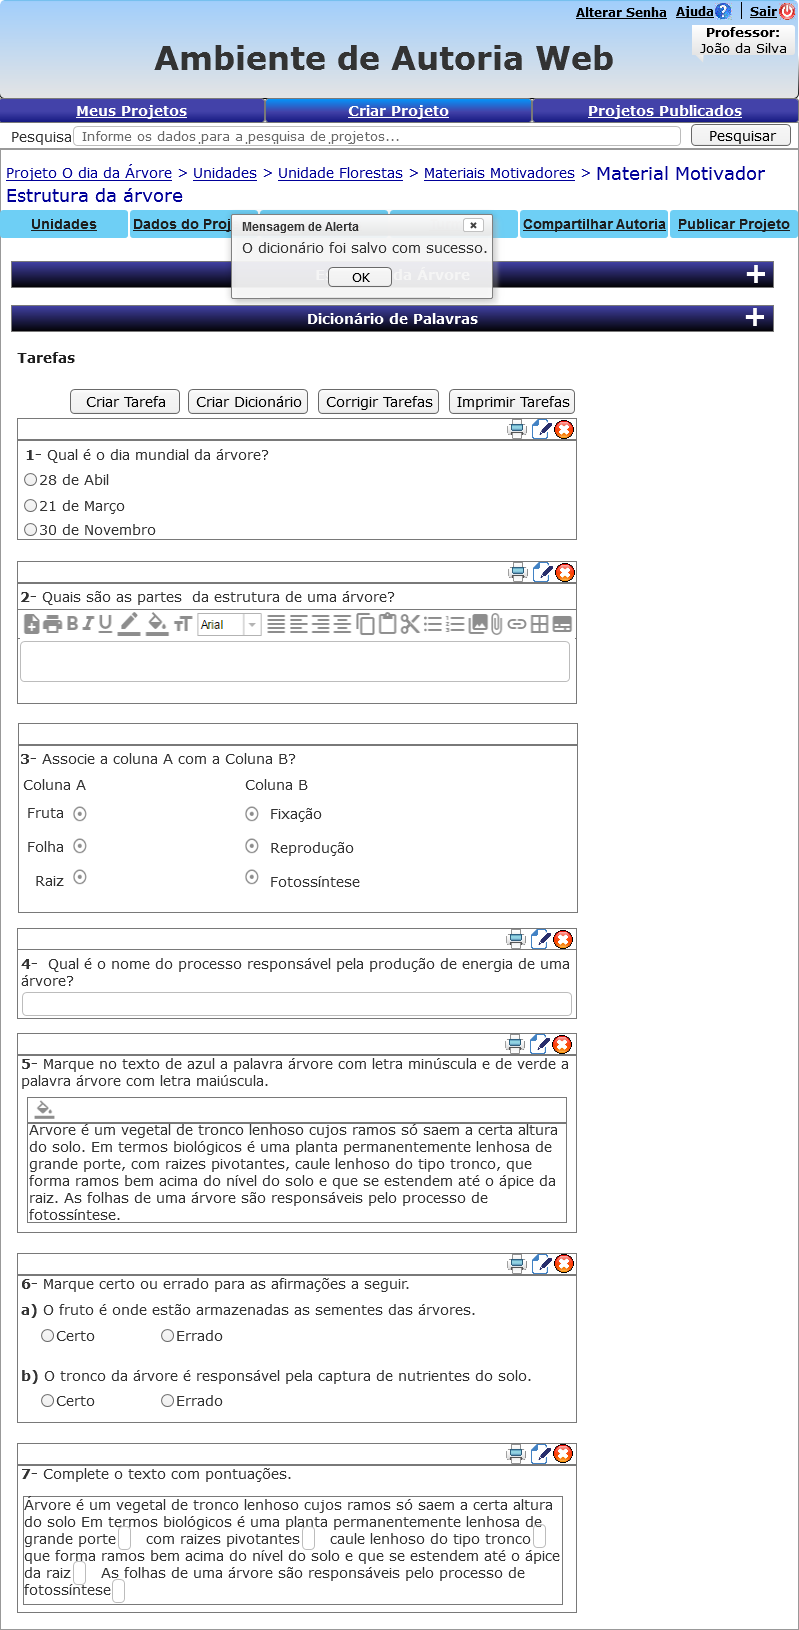 Alterar Senha Ajuda Sair
Professor:
João da Silva
Ambiente de Autoria Web
Meus Projetos Criar Projeto Projetos Publicados
Pesquisa Informe os dados para a pesquisa de projetos... Pesquisar
Projeto O dia da Árvore > Unidades > Unidade Florestas > Materiais Motivadores > Material Motivador
Estrutura da árvore
Unidades Dados do Proj Compartilhar Autoria Publicar Projeto
Mensagem de Alerta
O dicionário foi salvo com sucesso.
da Árvore
OK
Dicionário de Palavras
Tarefas
Criar Tarefa Criar Dicionário Corrigir Tarefas Imprimir Tarefas
1- Qual é o dia mundial da árvore?
28 de Abil
21 de Março
30 de Novembro
2- Quais são as partes da estrutura de uma árvore?
B I U Arial
3- Associe a coluna A com a Coluna B?
Coluna A Coluna B
Fruta Fixação
Folha Reprodução
Raiz Fotossíntese
4- Qual é o nome do processo responsável pela produção de energia de uma
árvore?
5- Marque no texto de azul a palavra árvore com letra minúscula e de verde a
palavra árvore com letra maiúscula.
Árvore é um vegetal de tronco lenhoso cujos ramos só saem a certa altura
do solo. Em termos biológicos é uma planta permanentemente lenhosa de
grande porte, com raizes pivotantes, caule lenhoso do tipo tronco, que
forma ramos bem acima do nível do solo e que se estendem até o ápice da
raiz. As folhas de uma árvore são responsáveis pelo processo de
fotossíntese.
6- Marque certo ou errado para as afirmações a seguir.
a) O fruto é onde estão armazenadas as sementes das árvores.
Certo Errado
b) O tronco da árvore é responsável pela captura de nutrientes do solo.
Certo Errado
7- Complete o texto com pontuações.
Árvore é um vegetal de tronco lenhoso cujos ramos só saem a certa altura
do solo Em termos biológicos é uma planta permanentemente lenhosa de
grande porte com raizes pivotantes caule lenhoso do tipo tronco
que forma ramos bem acima do nível do solo e que se estendem até o ápice
da raiz As folhas de uma árvore são responsáveis pelo processo de
fotossíntese